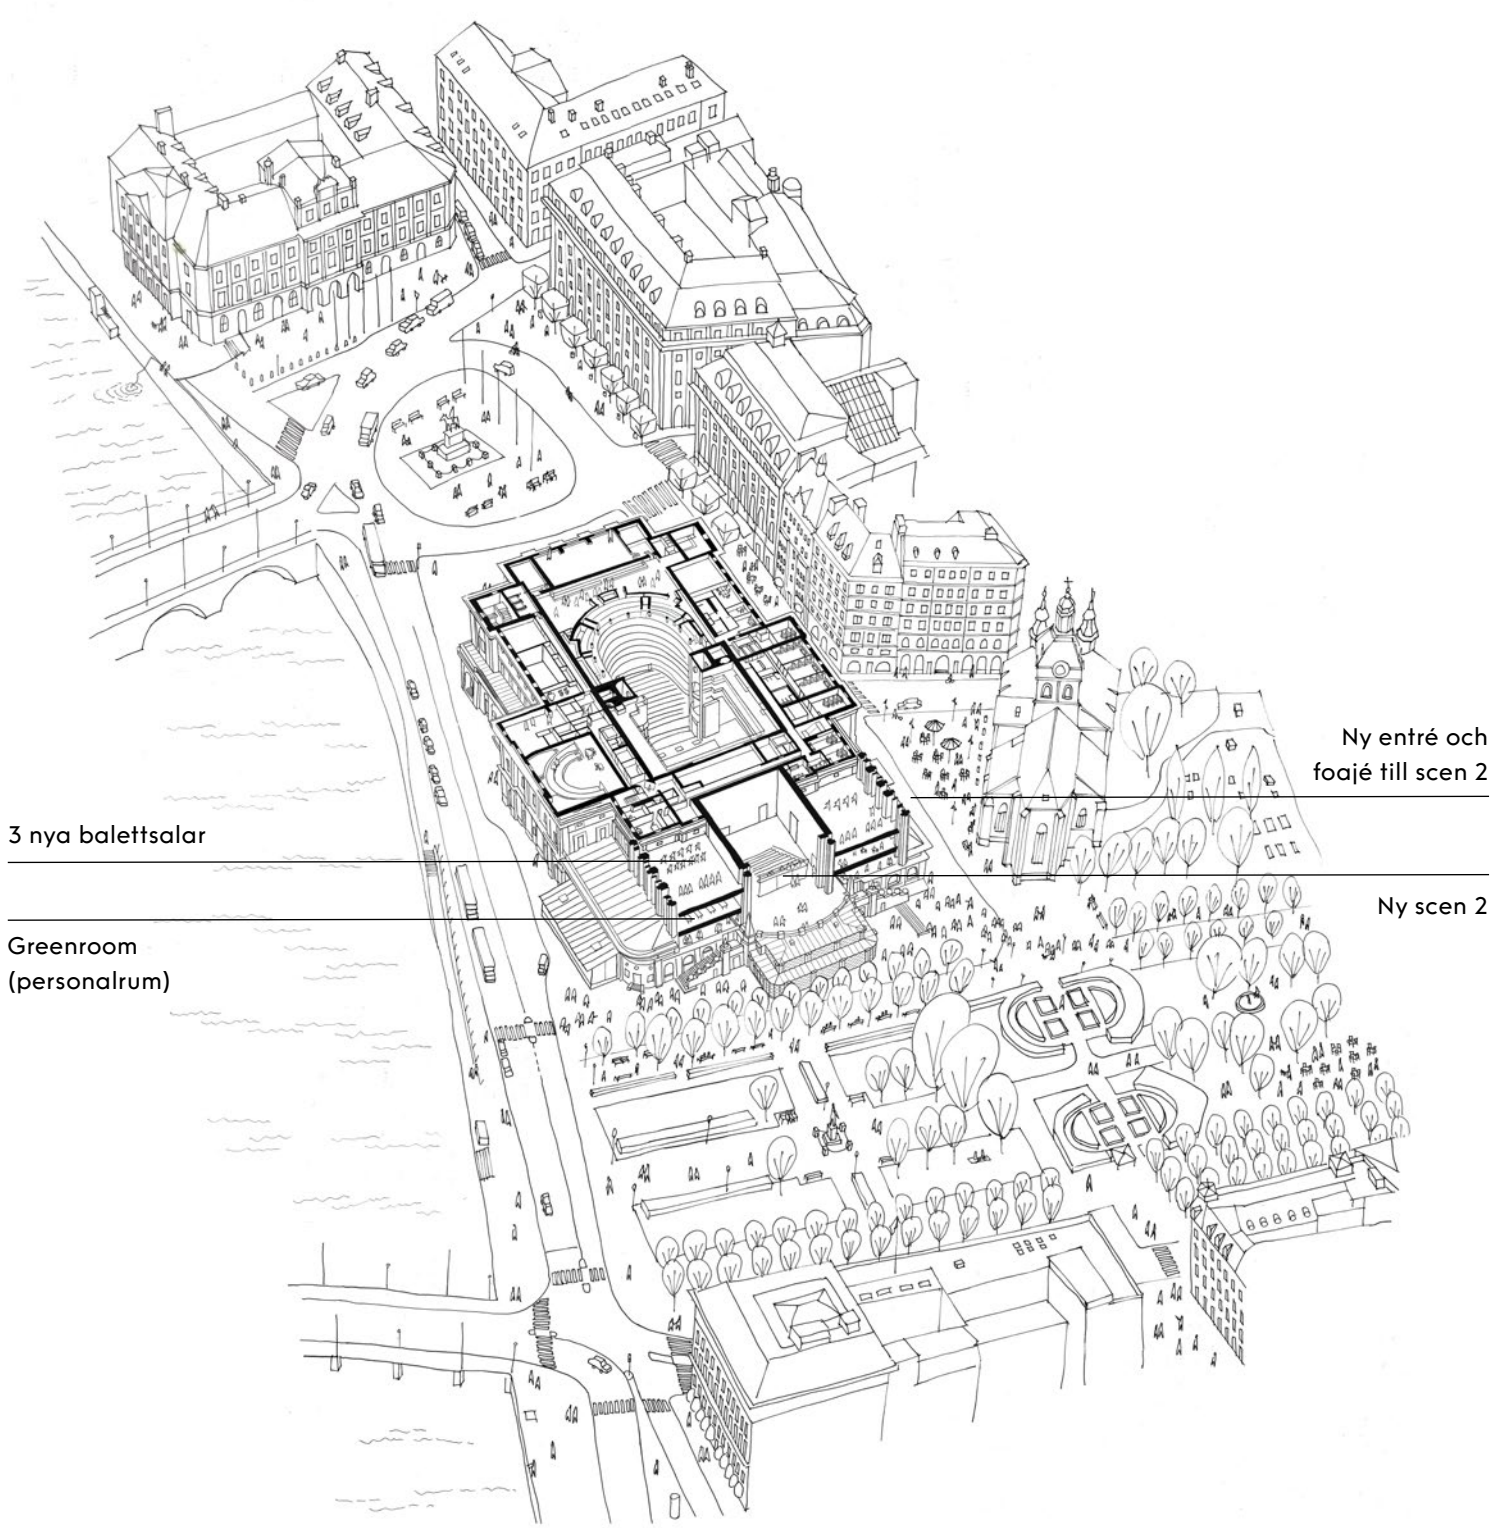 Ny entré och
foajé till scen 2
3 nya balettsalar
Ny scen 2
Greenroom
(personalrum)